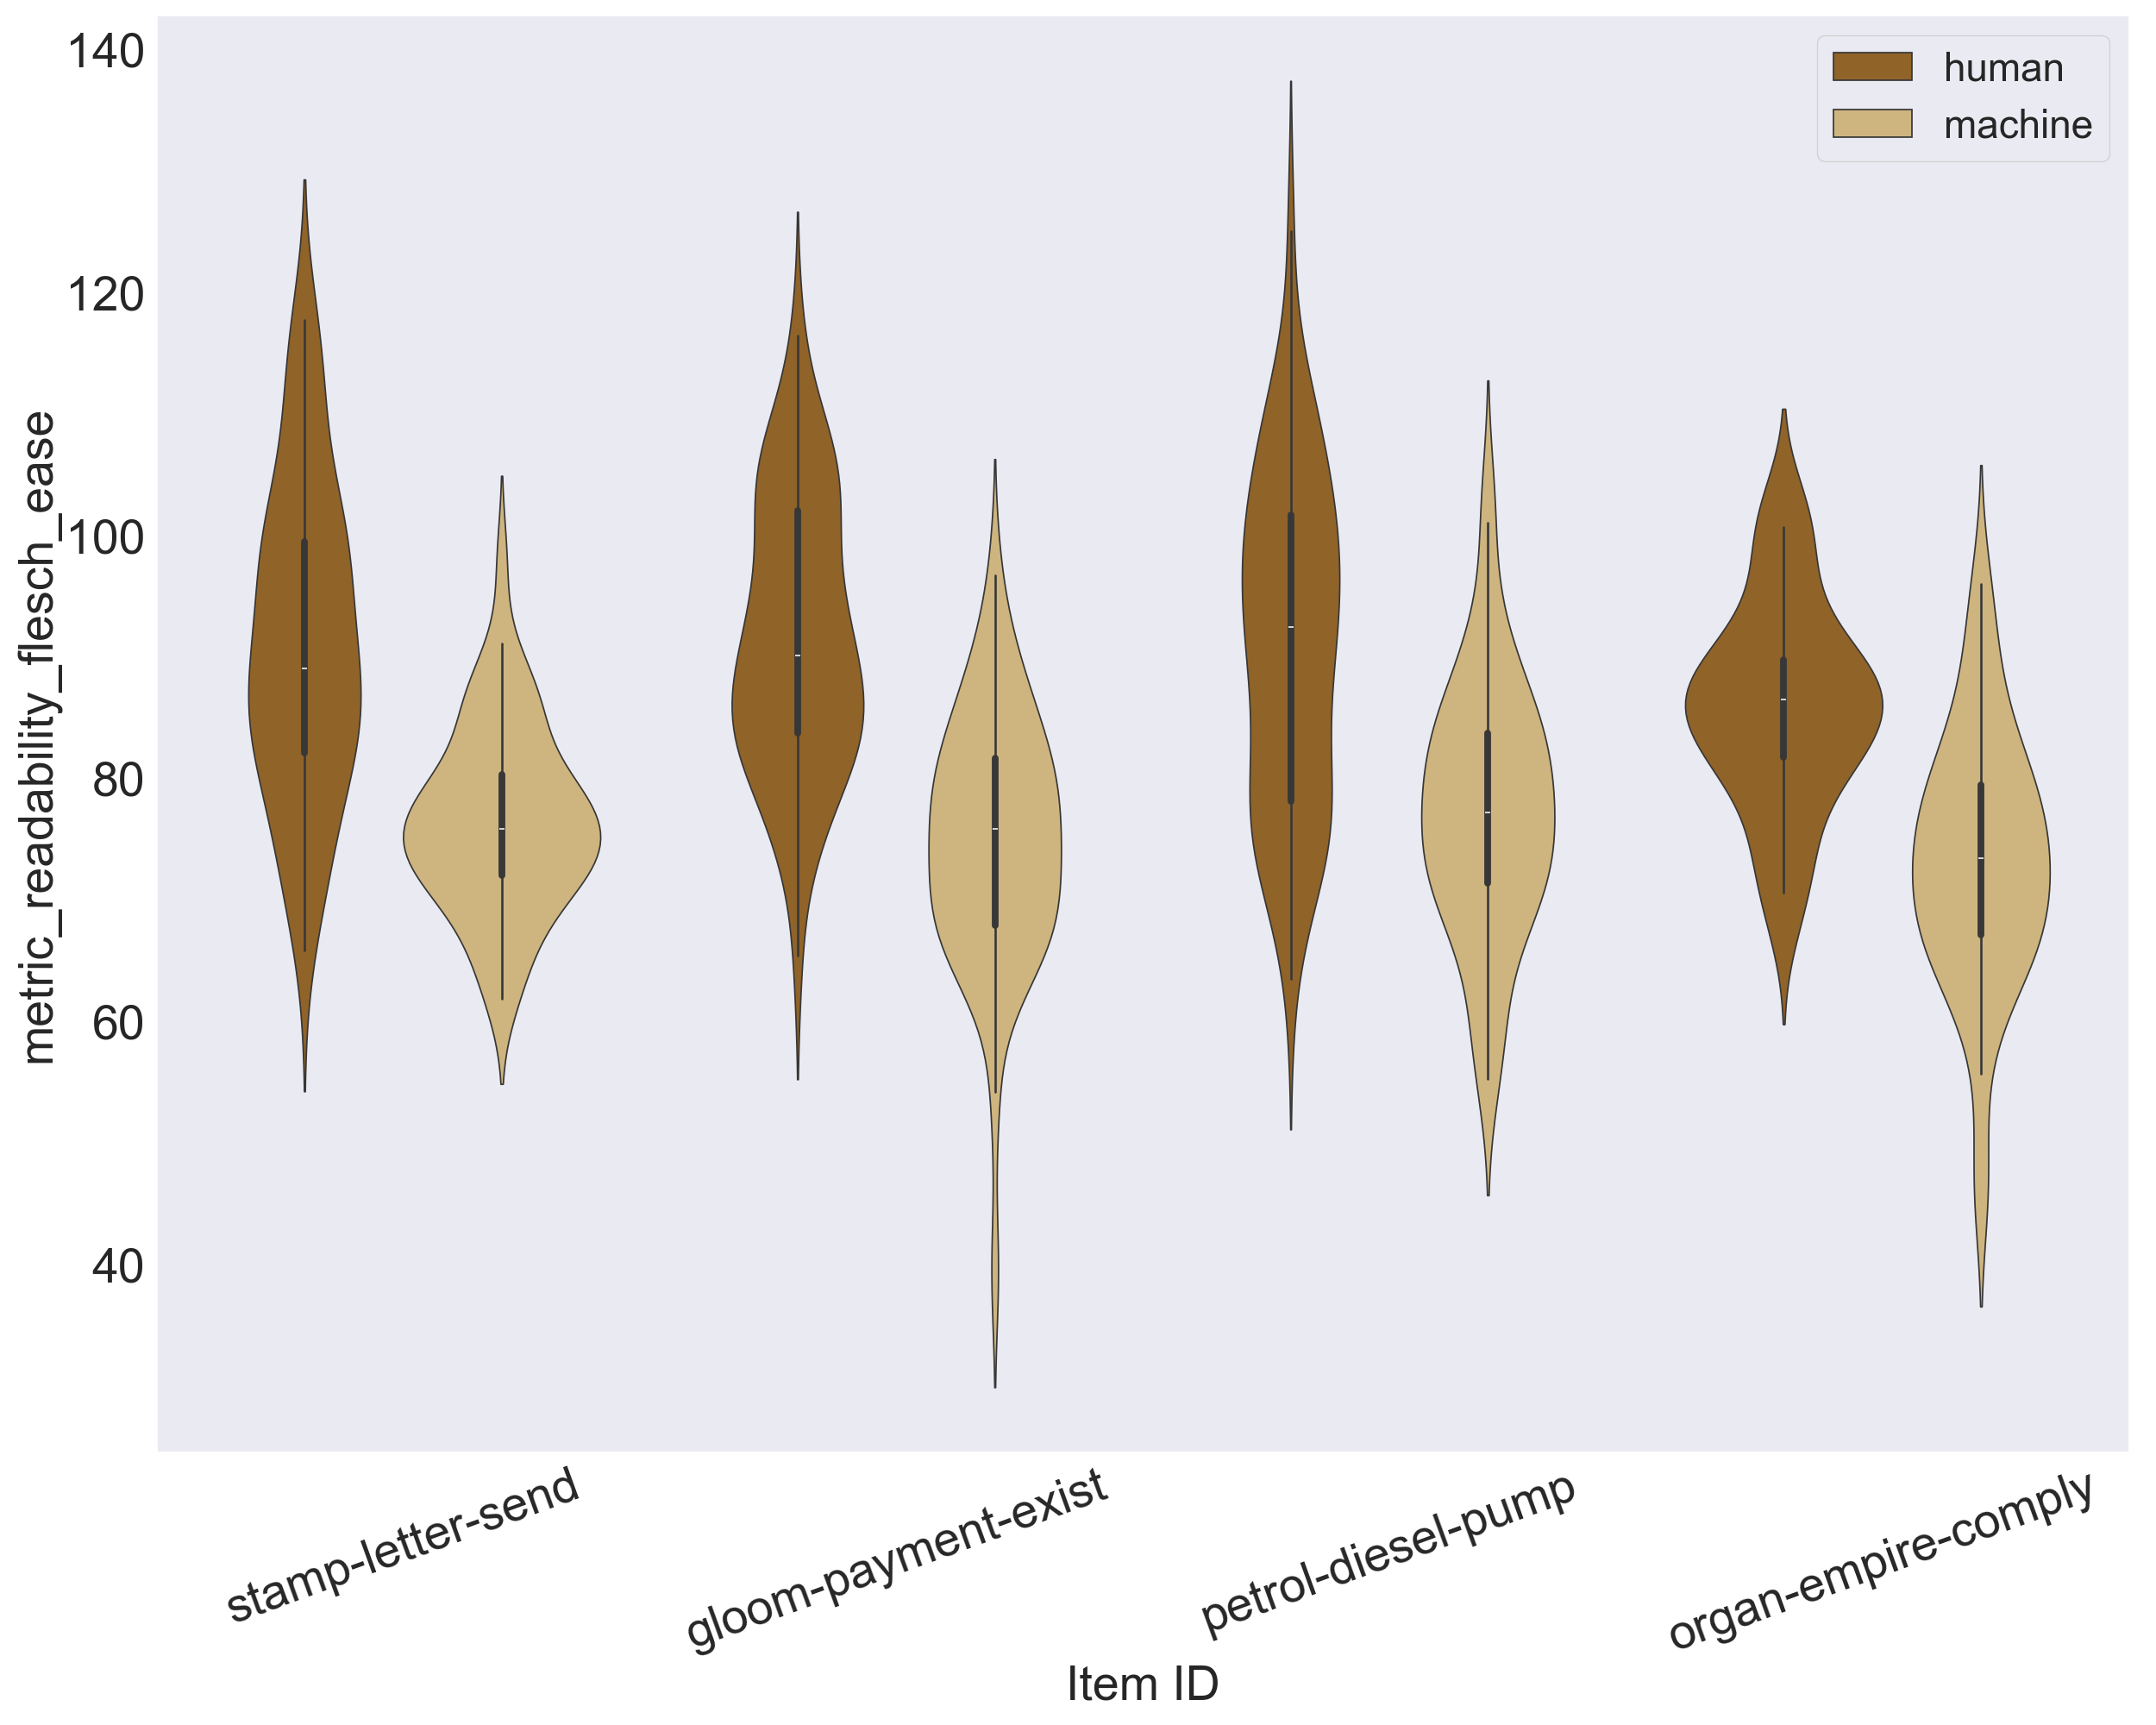 metric_readability_flesch_ease
140
120
100
80
60
40
human
machine
stamp-letter-send
gloom-payment-exist
petrol-diesel-pump
organ-empire-comply
Item ID